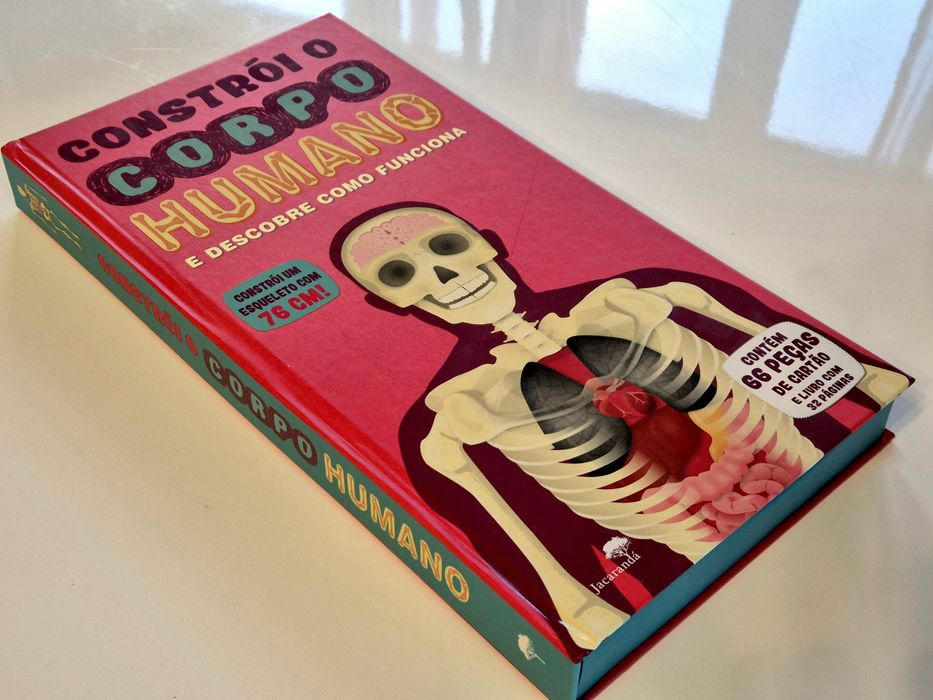 CONSTRÓI O
CORPO
HUMANO
E DESCOBRE COMO FUNCIONA
CONSTRÓI UM
ESQUELETO COM
76 CM!
CONTÉM
66 PEÇAS
DE CARTÃO
E LIVRO COM
32 PÁGINAS
Jacarandá
CONSTRÓI O CORPO HUMANO